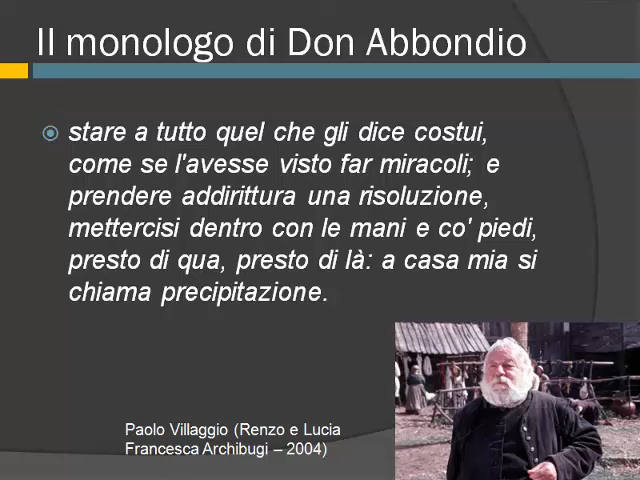 Il monologo di Don Abbondio
stare a tutto quel che gli dice costui,
come se l'avesse visto far miracoli; e
prendere addirittura una risoluzione,
mettercisi dentro con le mani e co' piedi,
presto di qua, presto di là: a casa mia si
chiama precipitazione.
Paolo Villaggio (Renzo e Lucia
Francesca Archibugi – 2004)